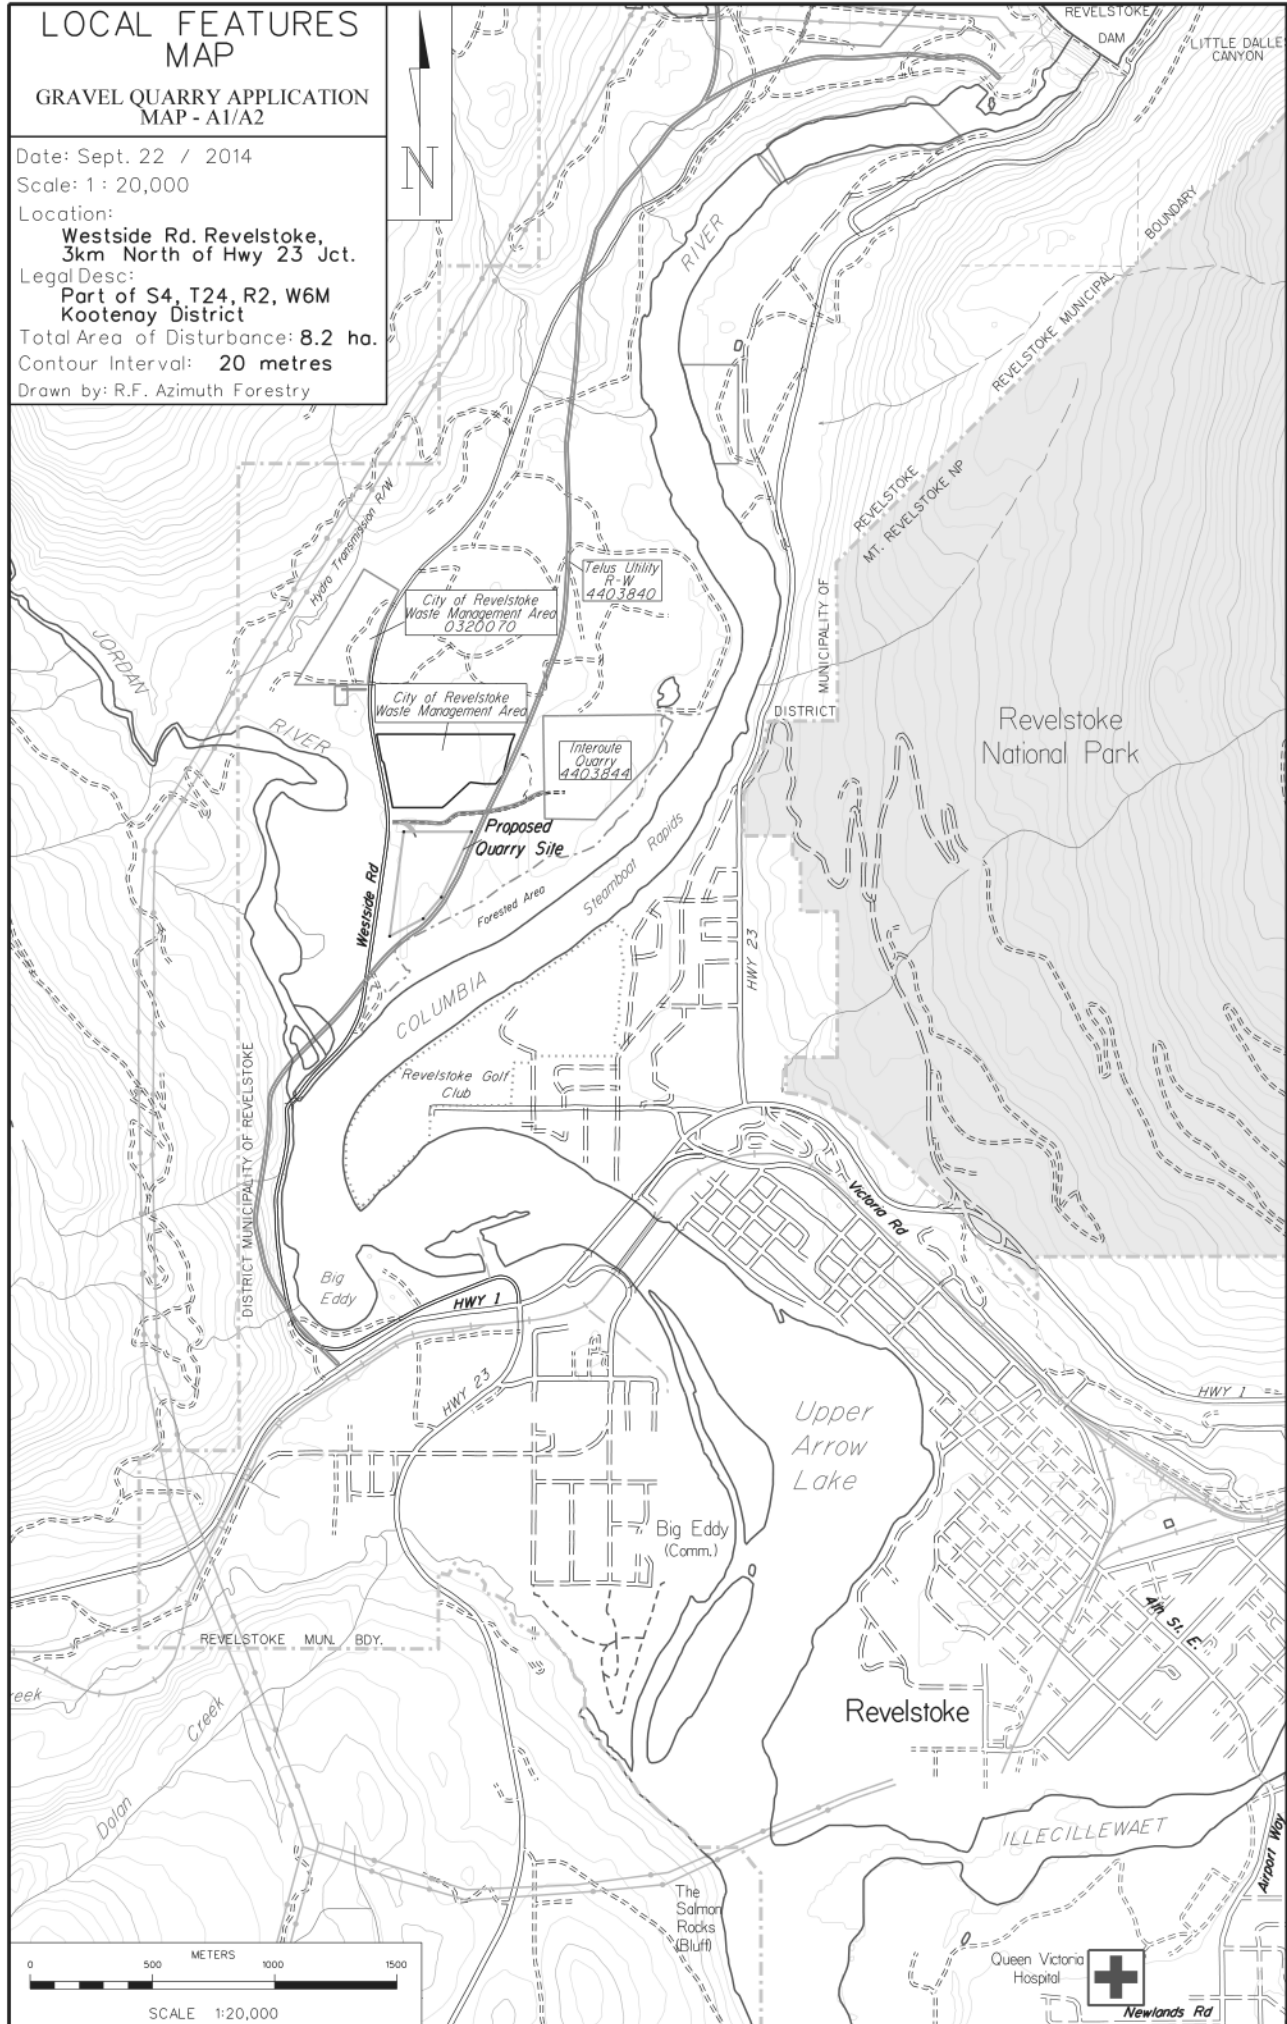 LOCAL FEATURES
MAP
GRAVEL QUARRY APPLICATION
MAP - A1/A2
Date: Sept. 22 / 2014
Scale: 1 : 20,000
Location:
Westside Rd. Revelstoke,
3km North of Hwy 23 Jct.
Legal Desc:
Part of S4, T24, R2, W6M
Kootenay District
Total Area of Disturbance: 8.2 ha.
Contour Interval: 20 metres
Drawn by: R.F. Azimuth Forestry
N
REVELSTOKE
DAM
LITTLE DALLE
CANYON
RIVER
BOUNDARY
REVELSTOKE MUNICIPAL
REVELSTOKE
MT. REVELSTOKE NP
Hydro Transmission R/W
Telus Utility
R-W
4403840
City of Revelstoke
Waste Management Area
0320070
MUNICIPALITY OF
DISTRICT
JORDAN
RIVER
City of Revelstoke
Waste Management Area
Revelstoke
National Park
Interoute
Quarry
4403844
Proposed
Quarry Site
Steamboat Rapids
Forested Area
Westside Rd
HWY 23
COLUMBIA
Revelstoke Golf
Club
DISTRICT MUNICIPALITY OF REVELSTOKE
Victoria Rd
Big
Eddy
HWY 1
HWY 23
HWY 1
Upper
Arrow
Lake
Big Eddy
(Comm.)
4th St. E.
REVELSTOKE MUN. BDY.
eek
Dolan Creek
Revelstoke
ILLECILLEWAET
Airport Way
The
Salmon
Rocks
(Bluff)
Queen Victoria
Hospital
Newlands Rd
METERS
0 500 1000 1500
SCALE 1:20,000